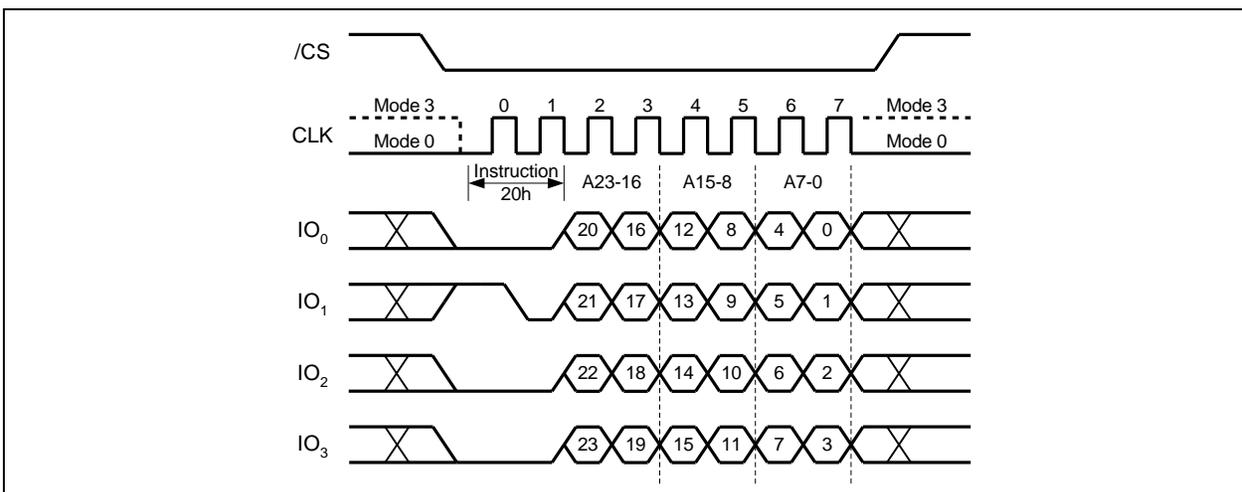 /CS
Mode 3 0 1 2 3 4 5 6 7 Mode 3
CLK
Mode 0 Mode 0
Instruction A23-16 A15-8 A7-0
20h
IO0 20 16 12 8 4 0
IO1 21 17 13 9 5 1
IO2 22 18 14 10 6 2
IO3 23 19 15 11 7 3